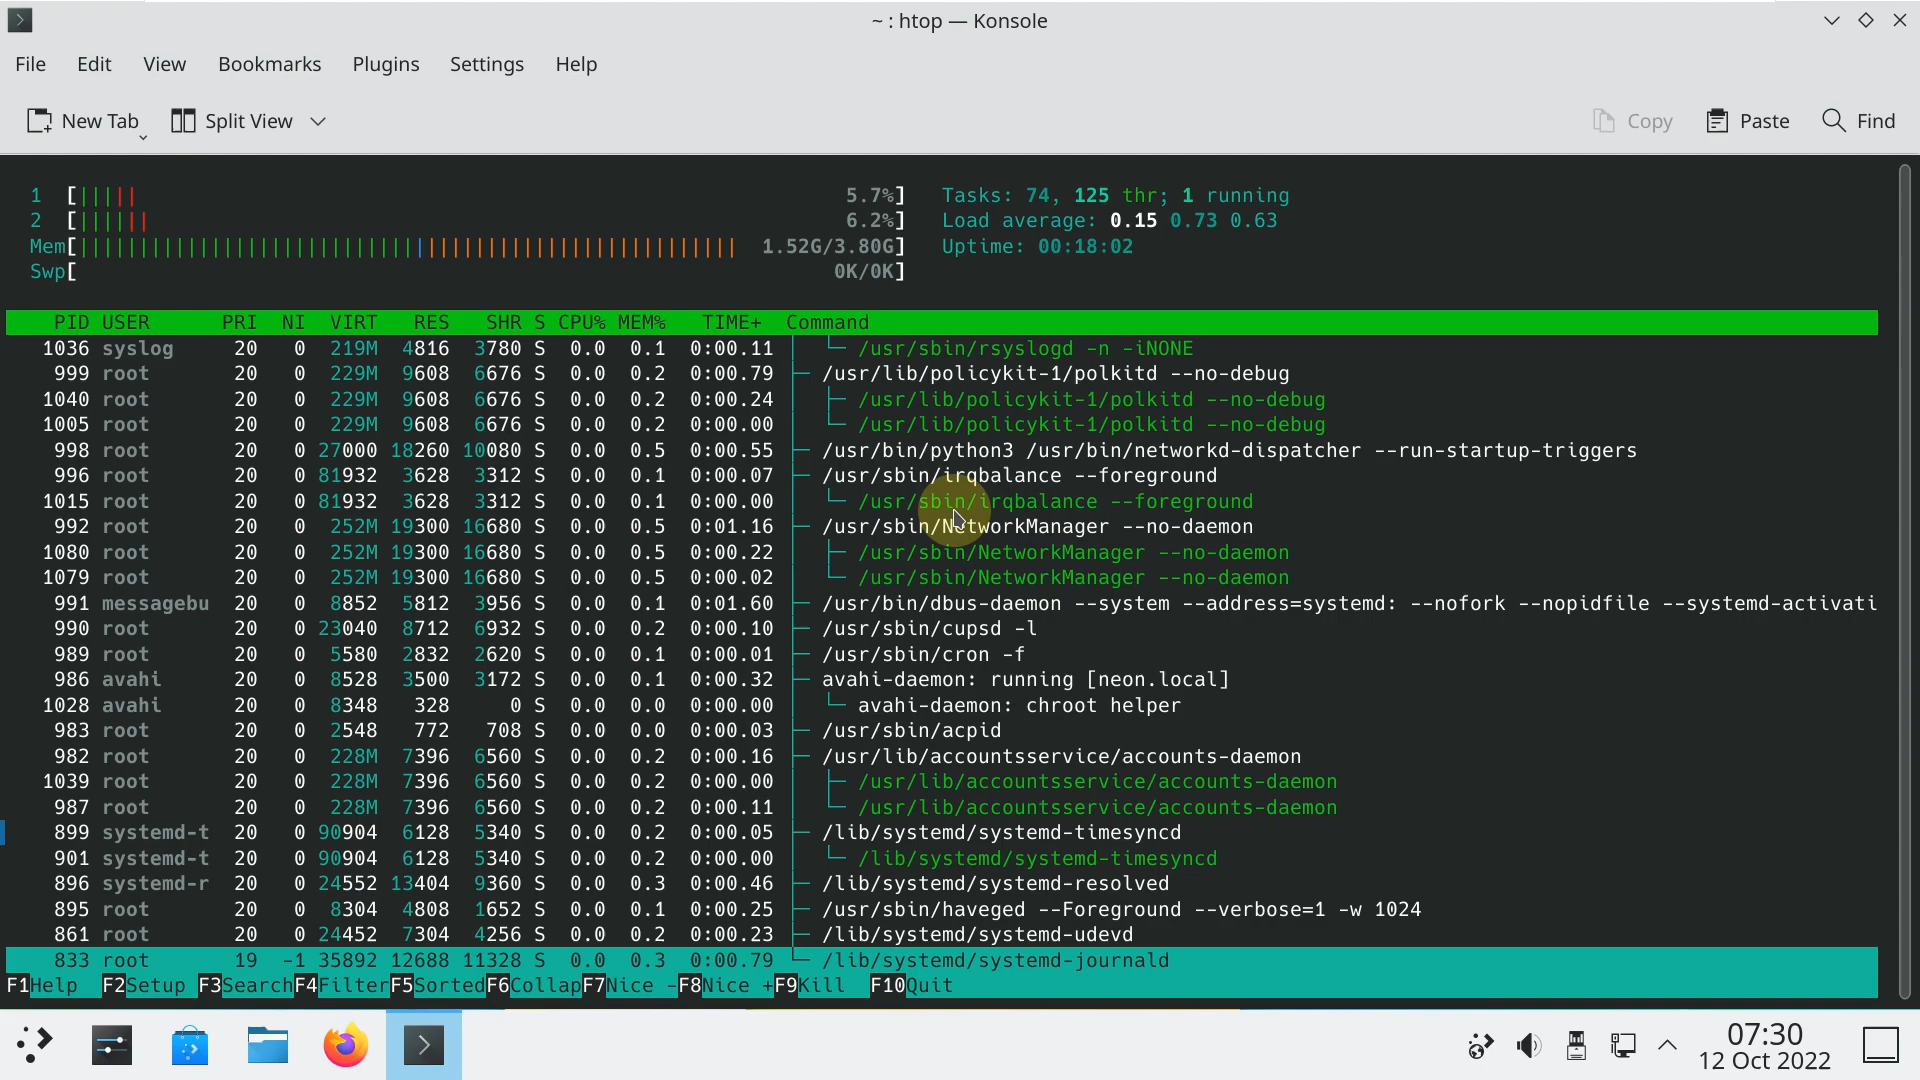 ~ : htop — Konsole
File Edit View Bookmarks Plugins Settings Help
New Tab Split View Copy Paste Find
1 [||||| 5.7%] Tasks: 74, 125 thr; 1 running
2 [|||||| 6.2%] Load average: 0.15 0.73 0.63
Mem[||||||||||||||||||||||||||||||||||||||||||||||||||||||| 1.52G/3.80G] Uptime: 00:18:02
Swp[ 0K/0K]
PID USER PRI NI VIRT RES SHR S CPU% MEM% TIME+ Command
1036 syslog 20 0 219M 4816 3780 S 0.0 0.1 0:00.11 │ └─ /usr/sbin/rsyslogd -n -iNONE
999 root 20 0 229M 9608 6676 S 0.0 0.2 0:00.79 ├─ /usr/lib/policykit-1/polkitd --no-debug
1040 root 20 0 229M 9608 6676 S 0.0 0.2 0:00.24 │ ├─ /usr/lib/policykit-1/polkitd --no-debug
1005 root 20 0 229M 9608 6676 S 0.0 0.2 0:00.00 │ └─ /usr/lib/policykit-1/polkitd --no-debug
998 root 20 0 27000 18260 10080 S 0.0 0.5 0:00.55 ├─ /usr/bin/python3 /usr/bin/networkd-dispatcher --run-startup-triggers
996 root 20 0 81932 3628 3312 S 0.0 0.1 0:00.07 ├─ /usr/sbin/irqbalance --foreground
1015 root 20 0 81932 3628 3312 S 0.0 0.1 0:00.00 │ └─ /usr/sbin/irqbalance --foreground
992 root 20 0 252M 19300 16680 S 0.0 0.5 0:01.16 ├─ /usr/sbin/NetworkManager --no-daemon
1080 root 20 0 252M 19300 16680 S 0.0 0.5 0:00.22 │ ├─ /usr/sbin/NetworkManager --no-daemon
1079 root 20 0 252M 19300 16680 S 0.0 0.5 0:00.02 │ └─ /usr/sbin/NetworkManager --no-daemon
991 messagebu 20 0 8852 5812 3956 S 0.0 0.1 0:01.60 ├─ /usr/bin/dbus-daemon --system --address=systemd: --nofork --nopidfile --systemd-activati
990 root 20 0 23040 8712 6932 S 0.0 0.2 0:00.10 ├─ /usr/sbin/cupsd -l
989 root 20 0 5580 2832 2620 S 0.0 0.1 0:00.01 ├─ /usr/sbin/cron -f
986 avahi 20 0 8528 3500 3172 S 0.0 0.1 0:00.32 ├─ avahi-daemon: running [neon.local]
1028 avahi 20 0 8348 328 0 S 0.0 0.0 0:00.00 │ └─ avahi-daemon: chroot helper
983 root 20 0 2548 772 708 S 0.0 0.0 0:00.03 ├─ /usr/sbin/acpid
982 root 20 0 228M 7396 6560 S 0.0 0.2 0:00.16 ├─ /usr/lib/accountsservice/accounts-daemon
1039 root 20 0 228M 7396 6560 S 0.0 0.2 0:00.00 │ ├─ /usr/lib/accountsservice/accounts-daemon
987 root 20 0 228M 7396 6560 S 0.0 0.2 0:00.11 │ └─ /usr/lib/accountsservice/accounts-daemon
899 systemd-t 20 0 90904 6128 5340 S 0.0 0.2 0:00.05 ├─ /lib/systemd/systemd-timesyncd
901 systemd-t 20 0 90904 6128 5340 S 0.0 0.2 0:00.00 │ └─ /lib/systemd/systemd-timesyncd
896 systemd-r 20 0 24552 13404 9360 S 0.0 0.3 0:00.46 ├─ /lib/systemd/systemd-resolved
895 root 20 0 8304 4808 1652 S 0.0 0.1 0:00.25 ├─ /usr/sbin/haveged --Foreground --verbose=1 -w 1024
861 root 20 0 24452 7304 4256 S 0.0 0.2 0:00.23 ├─ /lib/systemd/systemd-udevd
833 root 19 -1 35892 12688 11328 S 0.0 0.3 0:00.79 └─ /lib/systemd/systemd-journald
F1Help F2Setup F3SearchF4FilterF5SortedF6CollapF7Nice -F8Nice +F9Kill F10Quit
07:30
12 Oct 2022